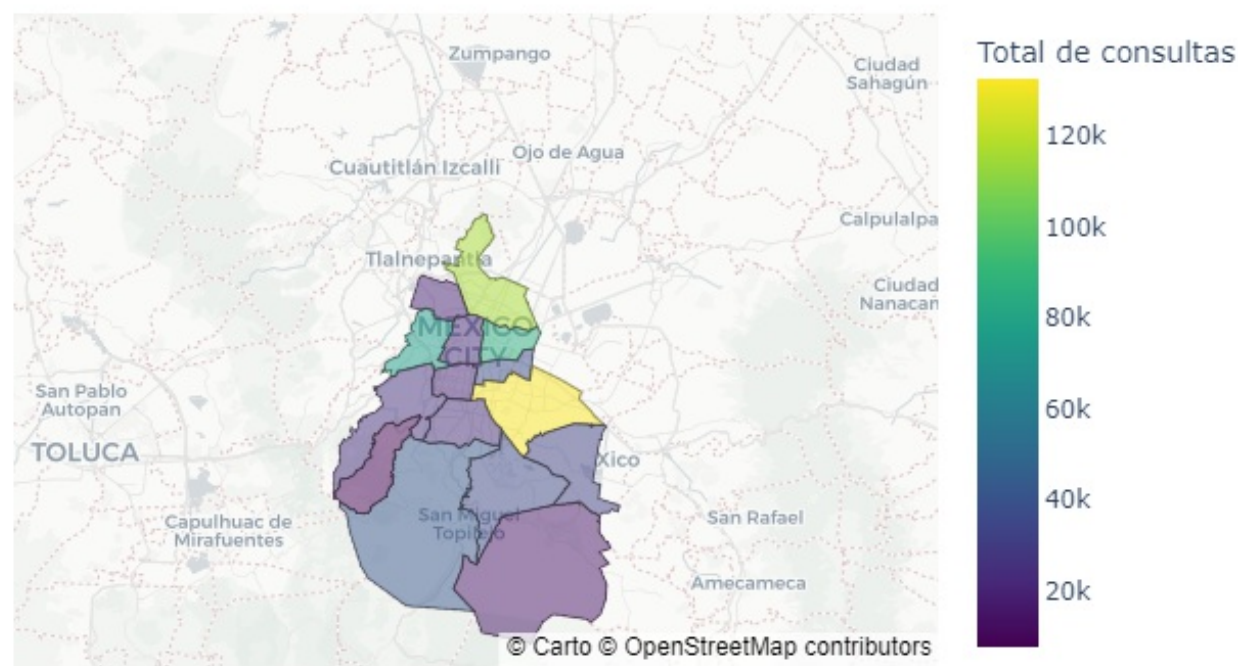 Zumpango
Ciudad
Sahagún
Cuautitlán Izcalli
Ojo de Agua
Calpulalpa
Tlalnepantla
Ciudad
Nanacan
MEXICO
CITY
San Pablo
Autopan
TOLUCA
Xico
San Miguel
Topilejo
Capulhuac de
Mirafuentes
San Rafael
Amecameca
© Carto © OpenStreetMap contributors
Total de consultas
120k
100k
80k
60k
40k
20k